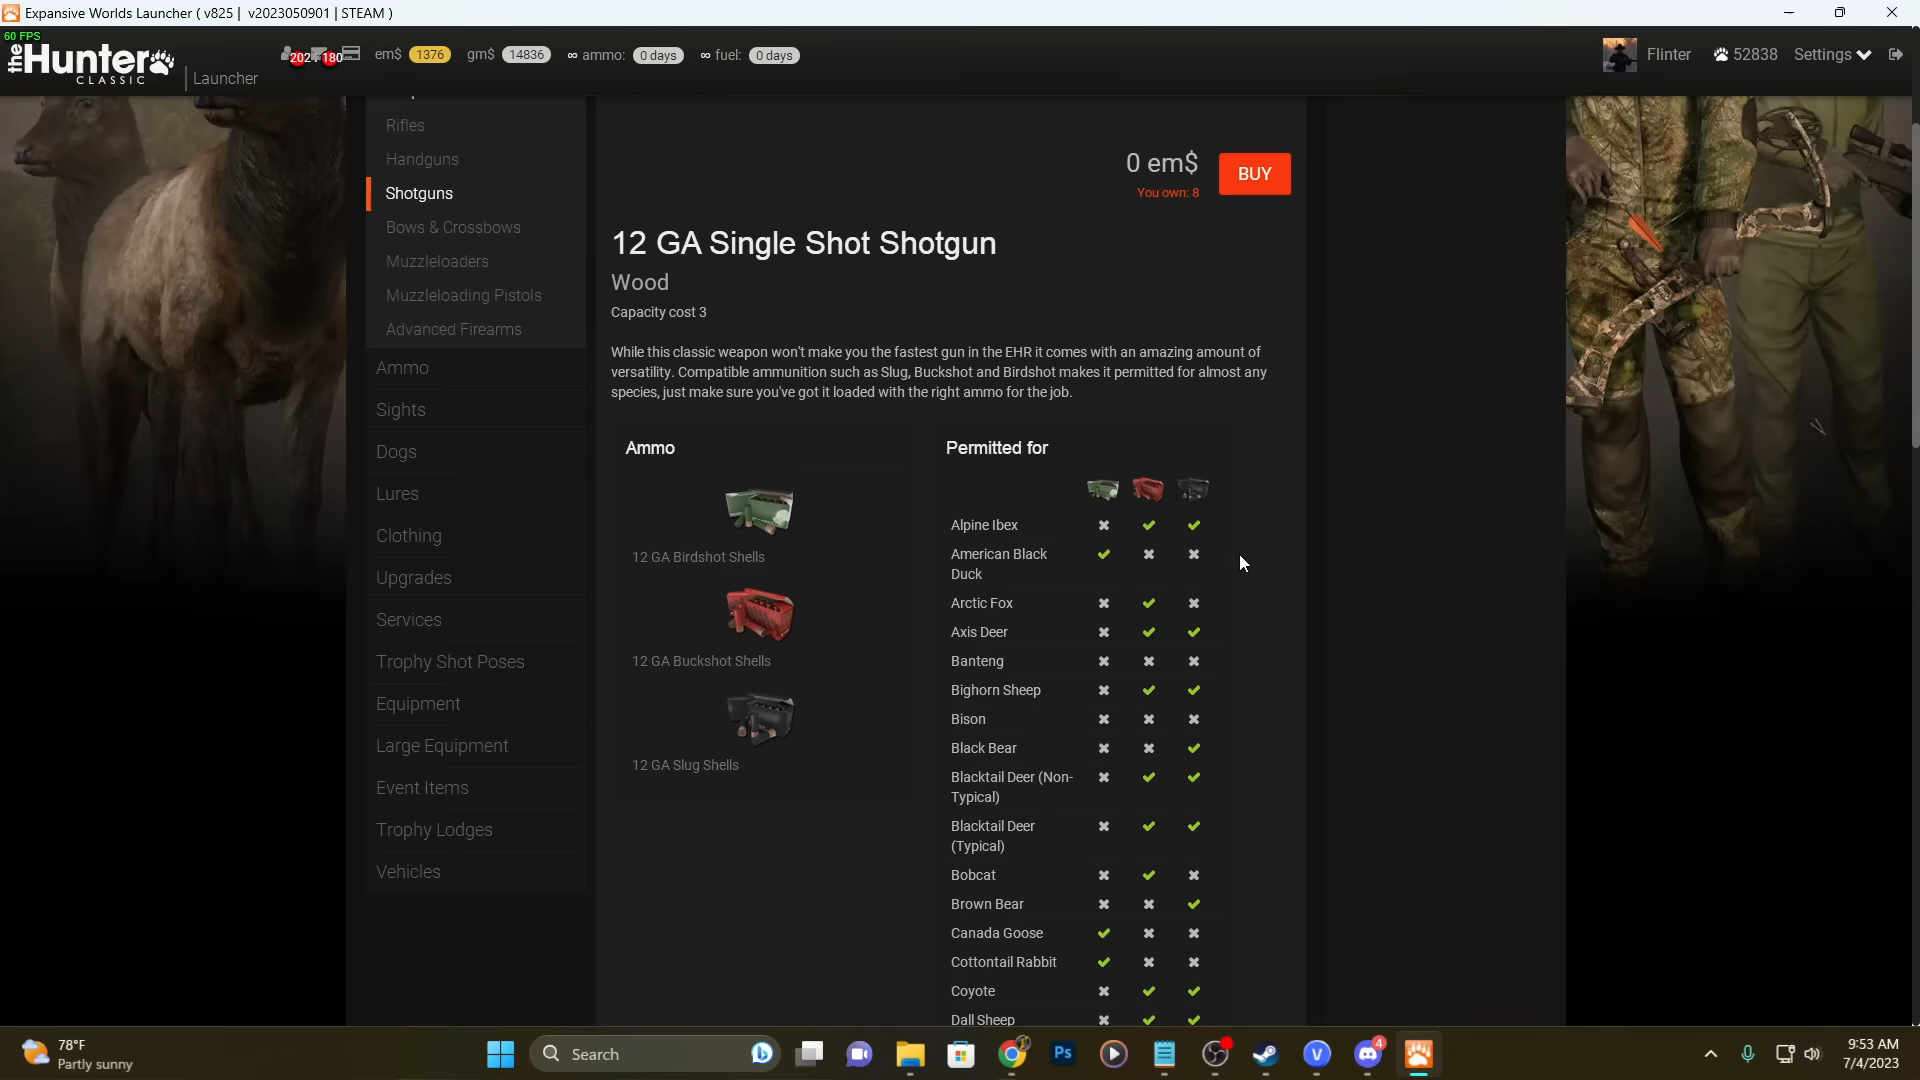 Expansive Worlds Launcher ( v825 | v2023050901 | STEAM )
60 FPS
theHunter
CLASSIC
Launcher
202
180
em$ 1376
gm$ 14836
∞ ammo: 0 days
∞ fuel: 0 days
Flinter
52838
Settings
Rifles
Handguns
Shotguns
Bows & Crossbows
Muzzleloaders
Muzzleloading Pistols
Advanced Firearms
Ammo
Sights
Dogs
Lures
Clothing
Upgrades
Services
Trophy Shot Poses
Equipment
Large Equipment
Event Items
Trophy Lodges
Vehicles
0 em$
BUY
You own: 8
12 GA Single Shot Shotgun
Wood
Capacity cost 3
While this classic weapon won't make you the fastest gun in the EHR it comes with an amazing amount of
versatility. Compatible ammunition such as Slug, Buckshot and Birdshot makes it permitted for almost any
species, just make sure you've got it loaded with the right ammo for the job.
Ammo
12 GA Birdshot Shells
12 GA Buckshot Shells
12 GA Slug Shells
Permitted for
Alpine Ibex
American Black
Duck
Arctic Fox
Axis Deer
Banteng
Bighorn Sheep
Bison
Black Bear
Blacktail Deer (Non-
Typical)
Blacktail Deer
(Typical)
Bobcat
Brown Bear
Canada Goose
Cottontail Rabbit
Coyote
Dall Sheep
78°F
Partly sunny
Search
Ps
V
4
9:53 AM
7/4/2023